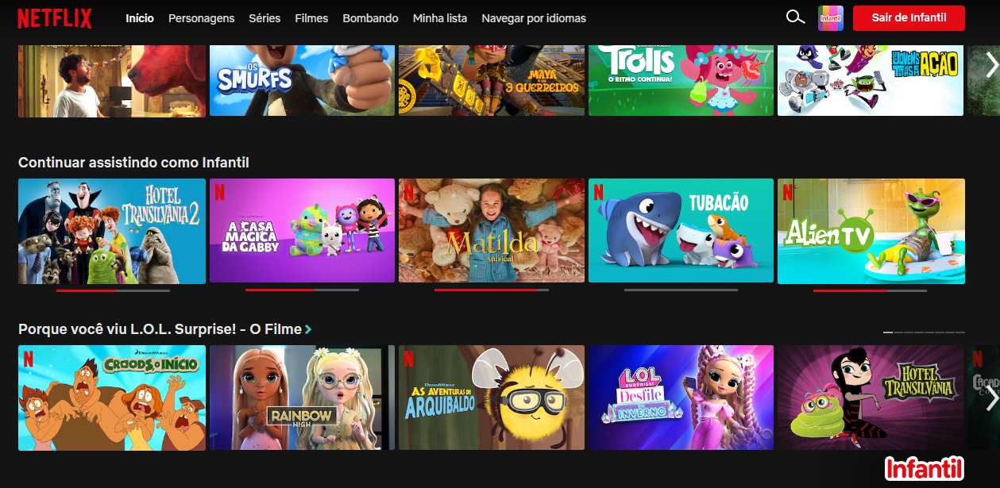 NETFLIX
Início
Personagens
Séries
Filmes
Bombando
Minha lista
Navegar por idiomas
Infantil
Sair de Infantil
OS
SMURFS
MAYA
E OS
3 GUERREIROS
Trolls
O RITMO CONTINUA!
OS JOVENS
TITÃS EM
AÇÃO
Continuar assistindo como Infantil
HOTEL
TRANSILVÂNIA 2
N
DREAMWORKS
A CASA
MÁGICA
DA GABBY
N
Matilda
Musical
N
TUBACÃO
N
ALIEN TV
Porque você viu L.O.L. Surprise! - O Filme >
N
DREAMWORKS
CROODS, O INÍCIO
RAINBOW
HIGH
N
DREAMWORKS
AS AVENTURAS DE
ARQUIBALDO
L.O.L.
SURPRISE!
Desfile
DE
INVERNO
HOTEL
TRANSILVÂNIA
N
Infantil